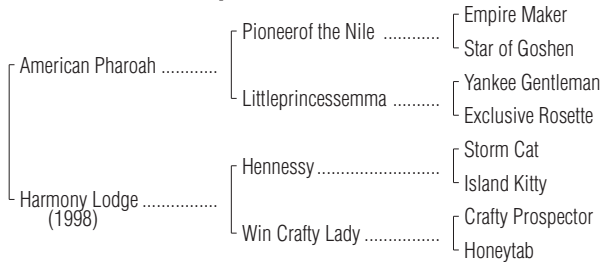 Empire Maker
Pioneerof the Nile ............
Star of Goshen
American Pharoah ............
Yankee Gentleman
Littleprincessemma ..........
Exclusive Rosette
Storm Cat
Hennessy..........................
Island Kitty
Harmony Lodge ................
(1998)
Crafty Prospector
Win Crafty Lady ................
Honeytab